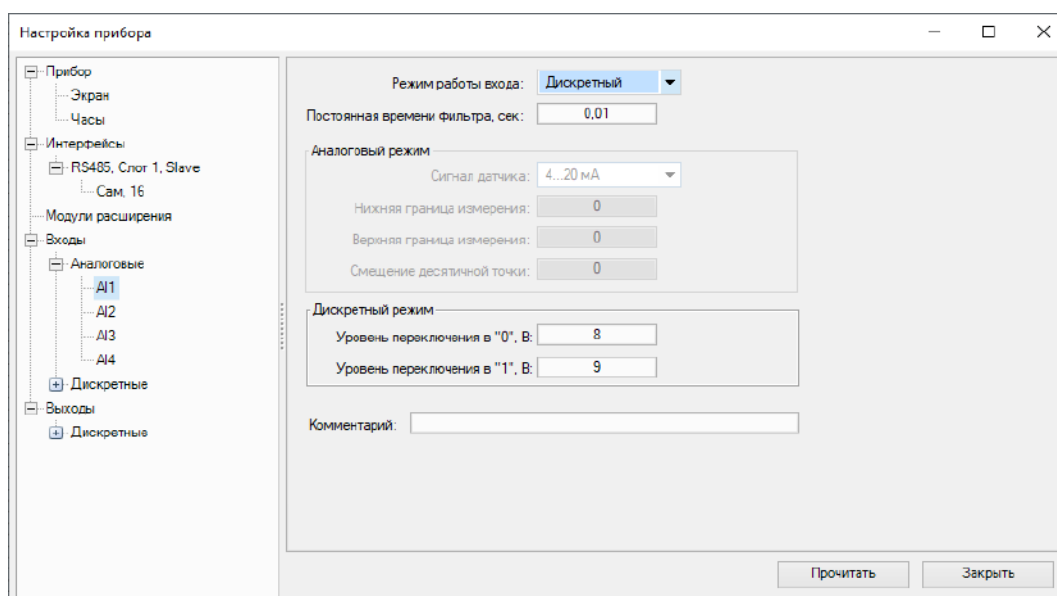 Настройка прибора
Прибор
Экран
Часы
Интерфейсы
RS485, Слот 1, Slave
Сам. 16
Модули расширения
Входы
Аналоговые
AI1
AI2
AI3
AI4
Дискретные
Выходы
Дискретные
Режим работы входа: Дискретный
Постоянная времени фильтра, сек: 0,01
Аналоговый режим
Сигнал датчика: 4...20 мА
Нижняя граница измерения: 0
Верхняя граница измерения: 0
Смещение десятичной точки: 0
Дискретный режим
Уровень переключения в "0", В: 8
Уровень переключения в "1", В: 9
Комментарий:
Прочитать Закрыть